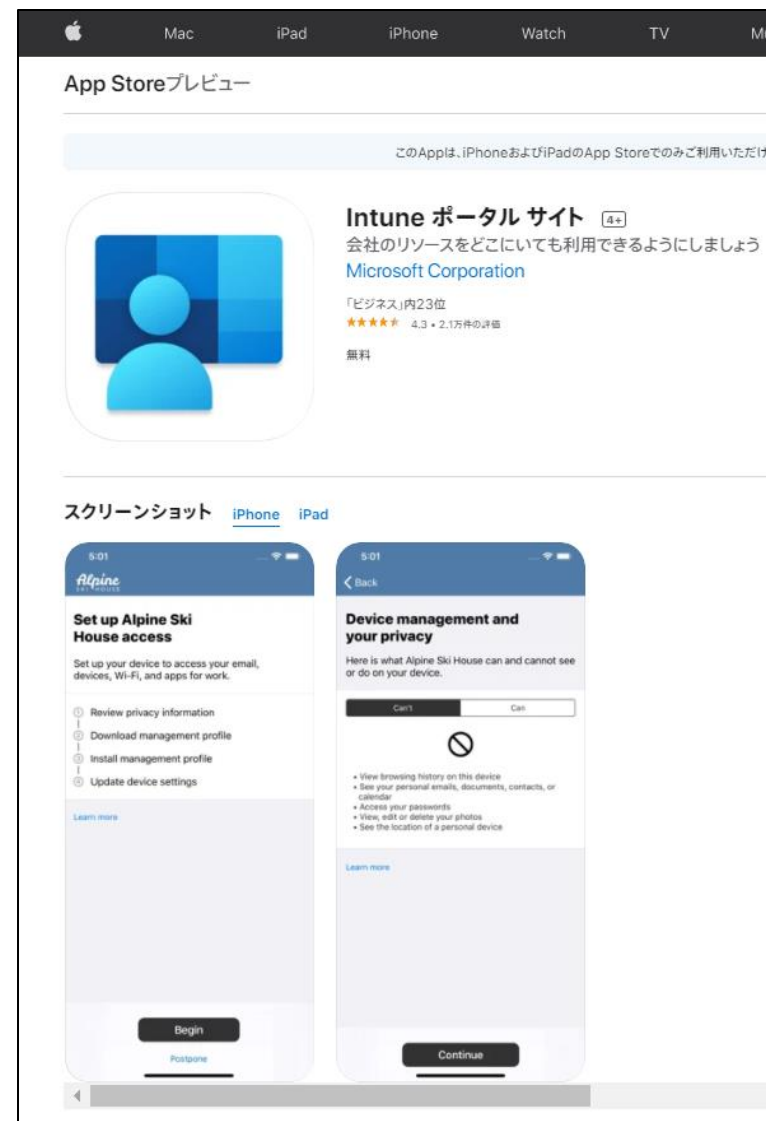 Mac iPad iPhone Watch TV
App Storeプレビュー
このAppは、iPhoneおよびiPadのApp Storeでのみご利用いただけ
Intune ポータル サイト 4+
会社のリソースをどこにいても利用できるようにしましょう
Microsoft Corporation
「ビジネス」内23位
★★★★★ 4.3 • 2.1万件の評価
無料
スクリーンショット iPhone iPad
5:01
Alpine
SKI HOUSE
Set up Alpine Ski
House access
Set up your device to access your email,
devices, Wi-Fi, and apps for work.
1 Review privacy information
2 Download management profile
3 Install management profile
4 Update device settings
Learn more
Begin
Postpone
5:01
Back
Device management and
your privacy
Here is what Alpine Ski House can and cannot see
or do on your device.
Can't Can
• View browsing history on this device
• See your personal emails, documents, contacts, or
calendar
• Access your passwords
• View, edit or delete your photos
• See the location of a personal device
Learn more
Continue